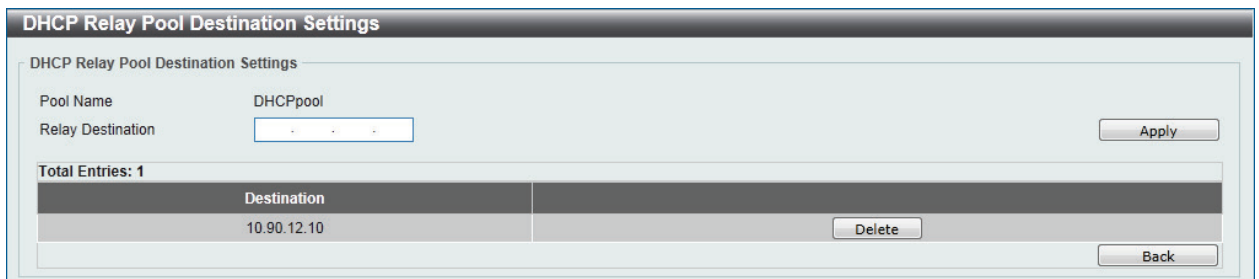 DHCP Relay Pool Destination Settings
DHCP Relay Pool Destination Settings
Pool Name DHCPpool
Relay Destination . . . Apply
Total Entries: 1
Destination
10.90.12.10 Delete
Back